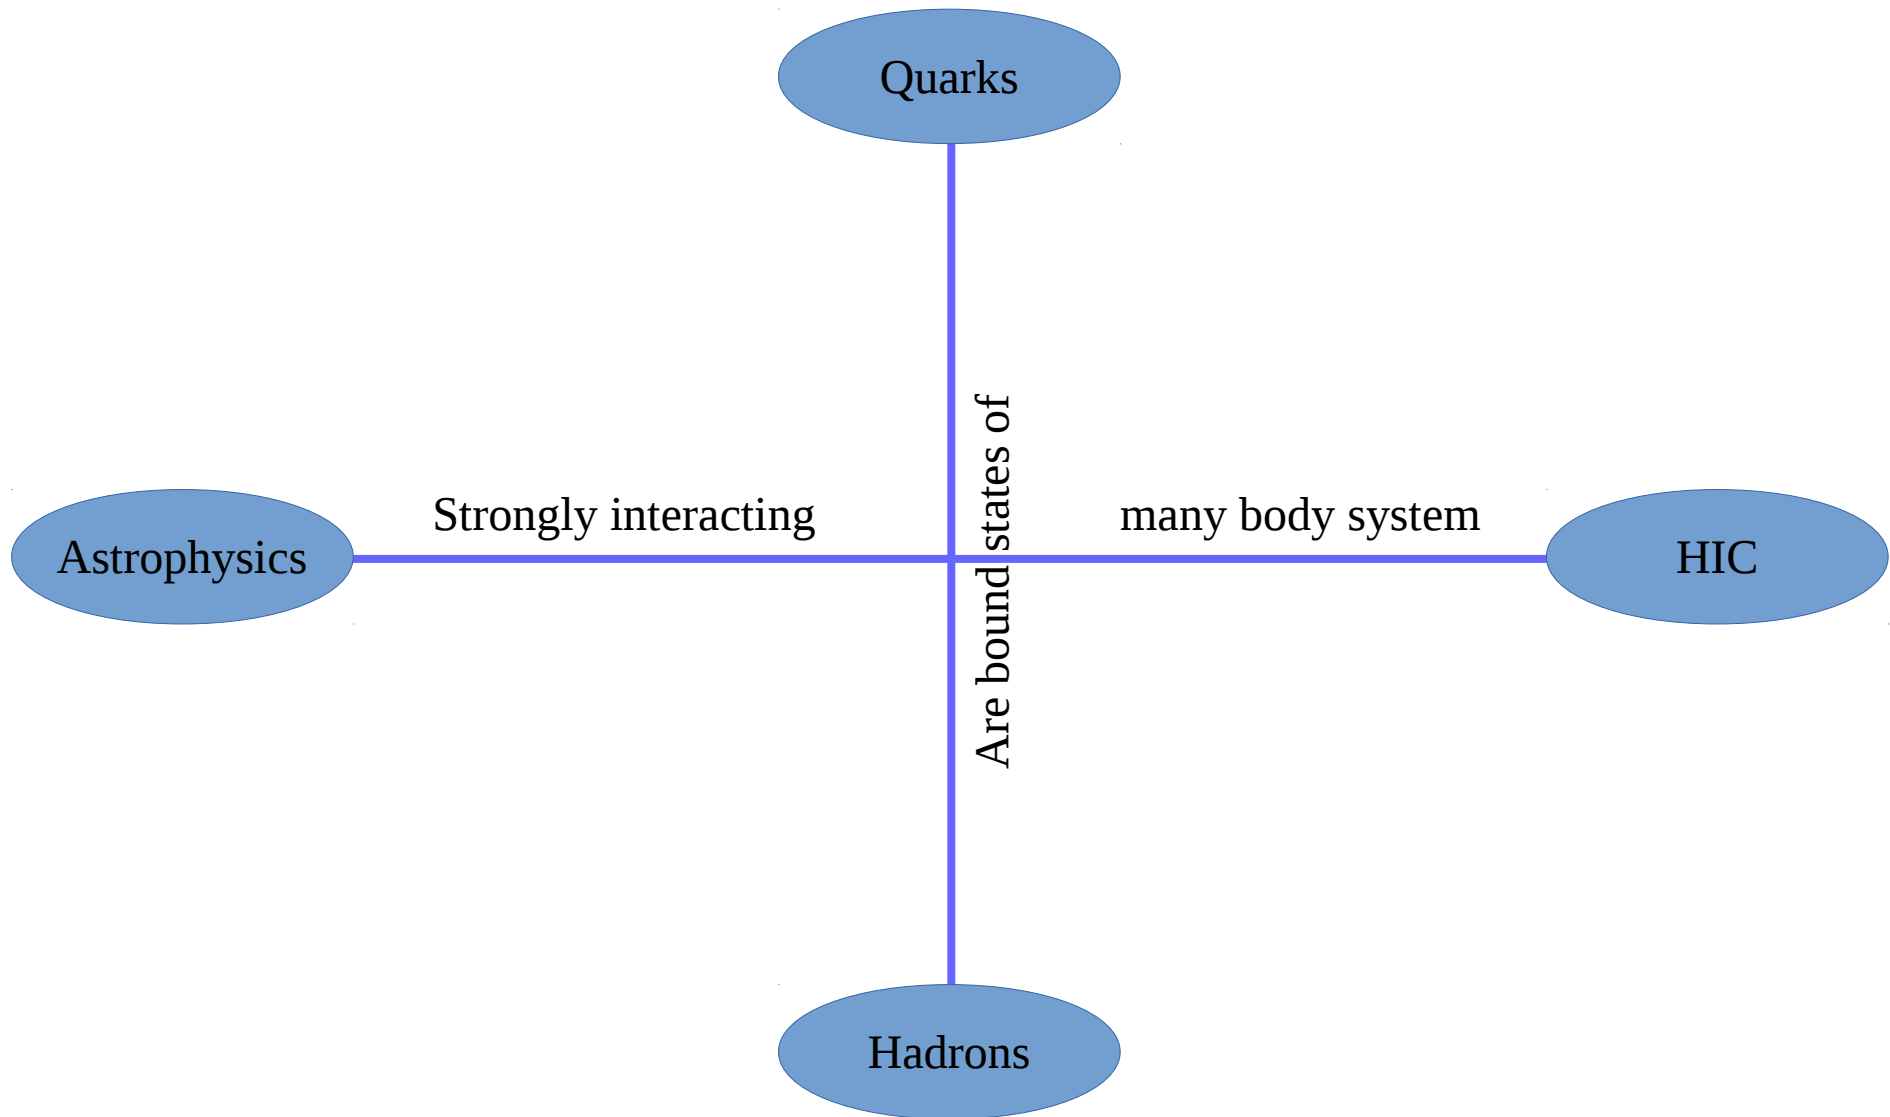 Quarks
Are bound states of
Strongly interacting
many body system
Astrophysics
HIC
Hadrons